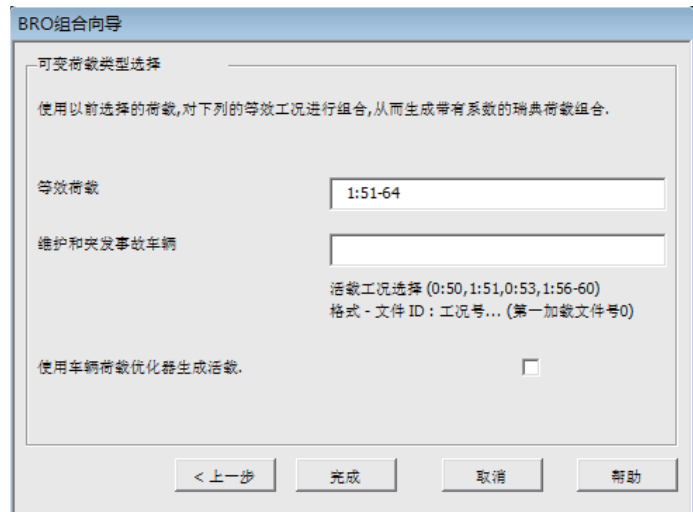 BRO组合向导
可变荷载类型选择
使用以前选择的荷载,对下列的等效工况进行组合,从而生成带有系数的瑞典荷载组合.
等效荷载
1:51-64
维护和突发事故车辆
活载工况选择 (0:50,1:51,0:53,1:56-60)
格式 - 文件 ID : 工况号... (第一加载文件号0)
使用车辆荷载优化器生成活载.
< 上一步
完成
取消
帮助